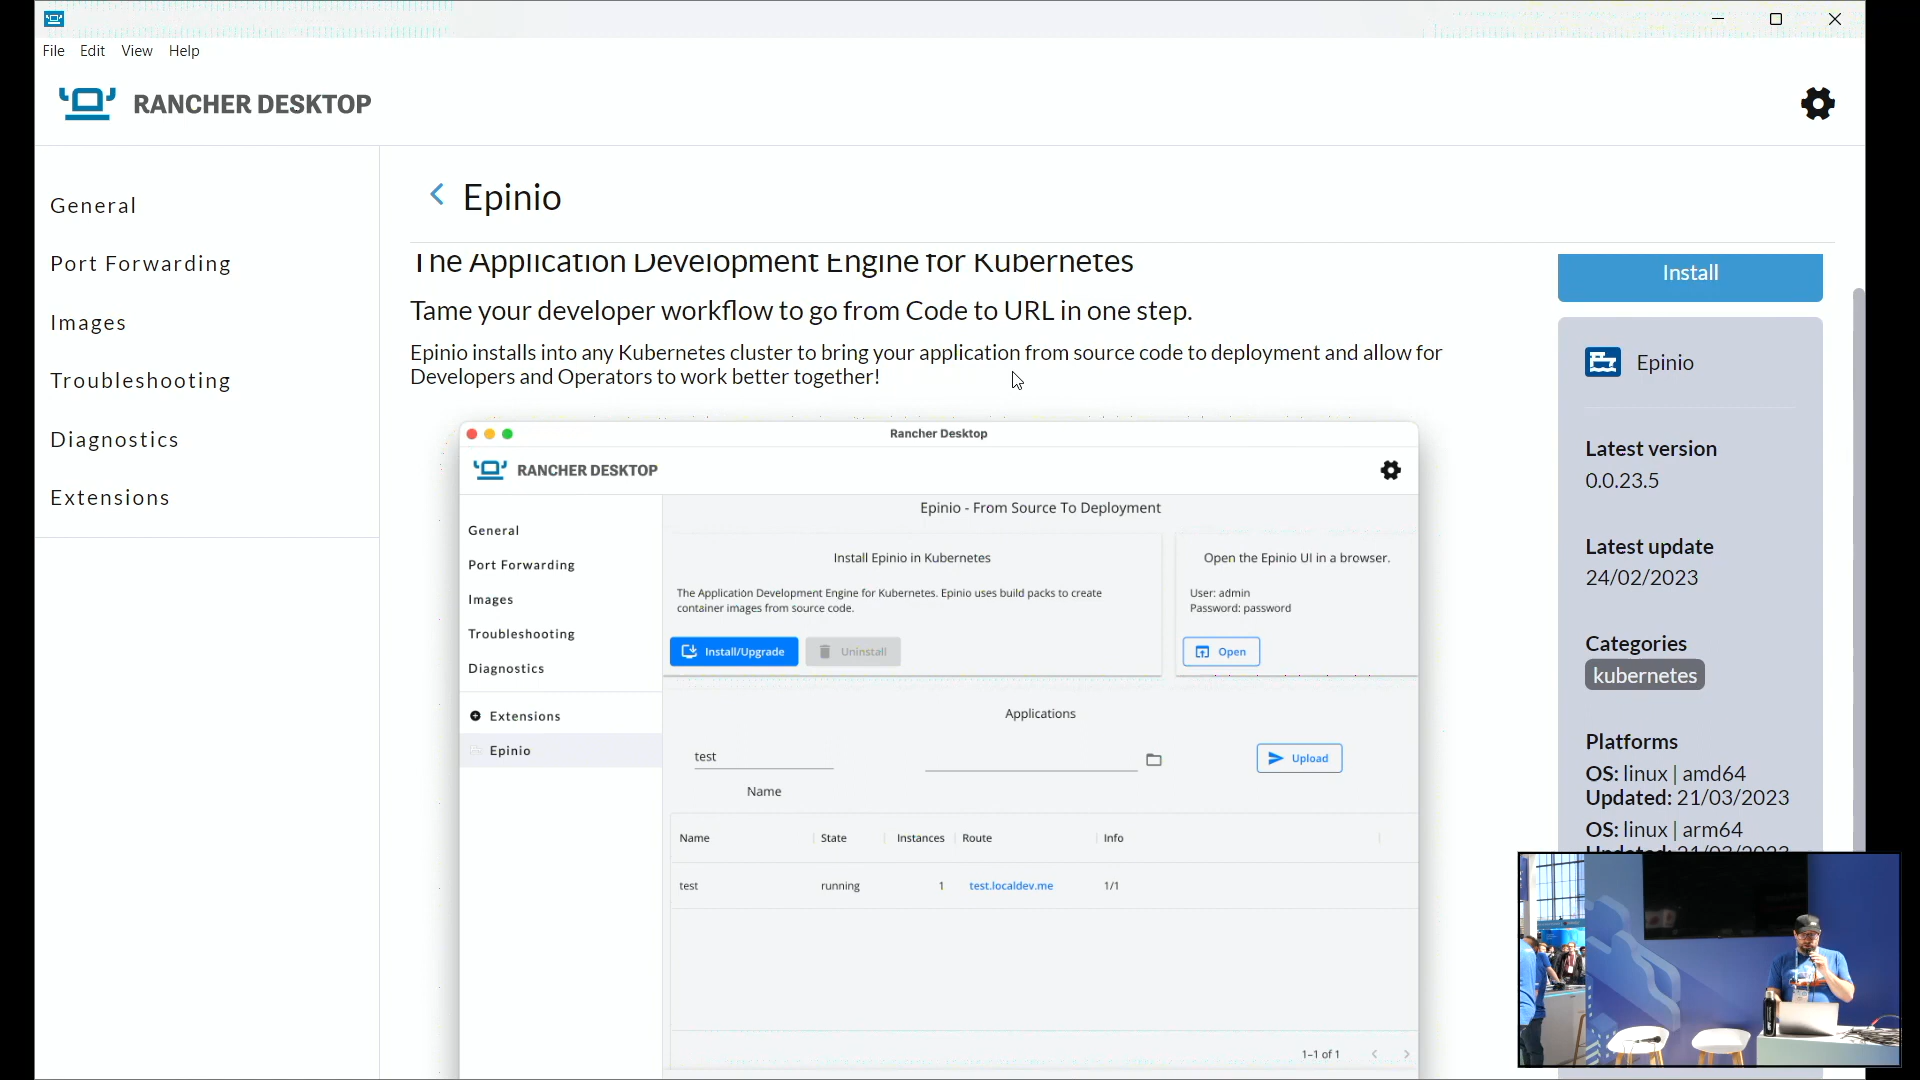 File Edit View Help
RANCHER DESKTOP
General
Port Forwarding
Images
Troubleshooting
Diagnostics
Extensions
Epinio
The Application Development Engine for Kubernetes
Tame your developer workflow to go from Code to URL in one step.
Epinio installs into any Kubernetes cluster to bring your application from source code to deployment and allow for
Developers and Operators to work better together!
Rancher Desktop
RANCHER DESKTOP
General
Port Forwarding
Images
Troubleshooting
Diagnostics
Extensions
Epinio
Epinio - From Source To Deployment
Install Epinio in Kubernetes
The Application Development Engine for Kubernetes. Epinio uses build packs to create
container images from source code.
Install/Upgrade Uninstall
Open the Epinio UI in a browser.
User: admin
Password: password
Open
Applications
test
Upload
Name
Name State Instances Route Info
test running 1 test.localdev.me 1/1
1-1 of 1
Install
Epinio
Latest version
0.0.23.5
Latest update
24/02/2023
Categories
kubernetes
Platforms
OS: linux | amd64
Updated: 21/03/2023
OS: linux | arm64
Updated: 21/03/2023